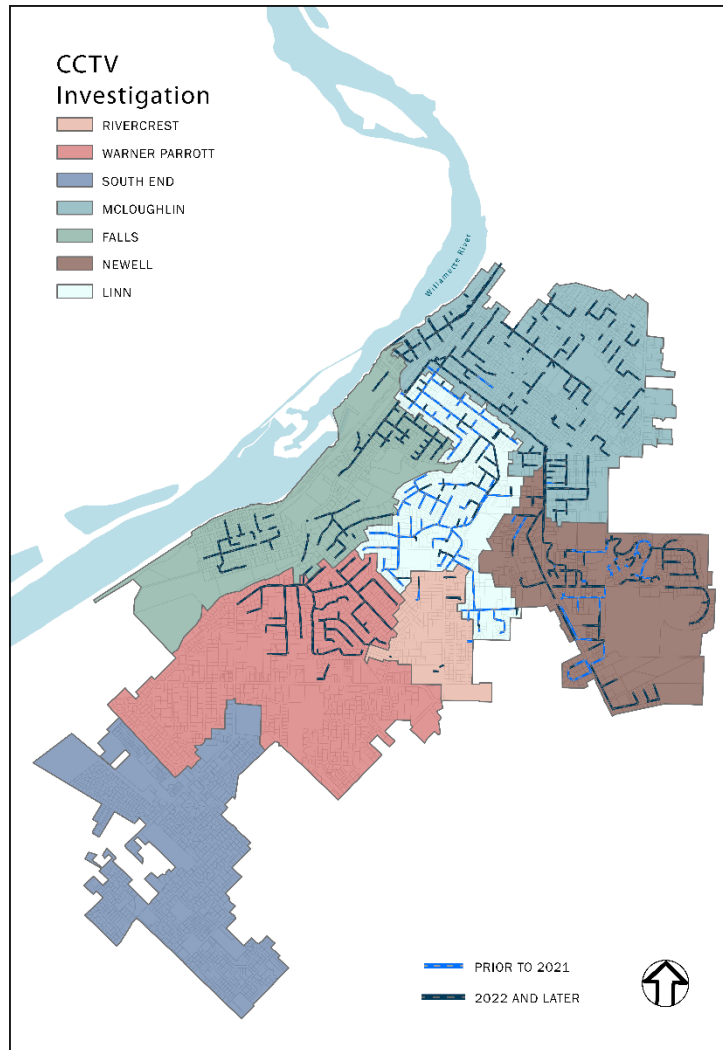 CCTV
Investigation
RIVERCREST
WARNER PARROTT
SOUTH END
MCLOUGHLIN
FALLS
NEWELL
LINN
Willamette River
PRIOR TO 2021
2022 AND LATER